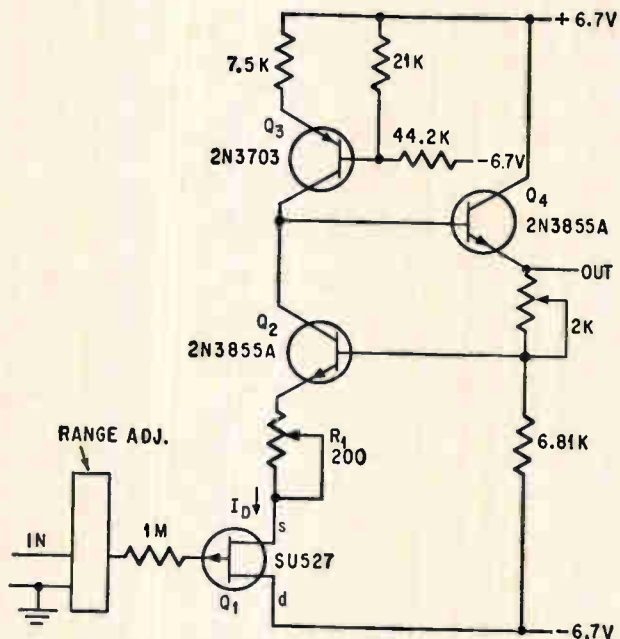 + 6.7V
7.5K
21K
Q3
44.2K
2N3703
-6.7V
Q4
2N3855A
OUT
Q2
2K
2N3855A
RANGE ADJ.
R1
200
6.81K
ID
IN
1M
s
SU527
Q1
d
- 6.7V